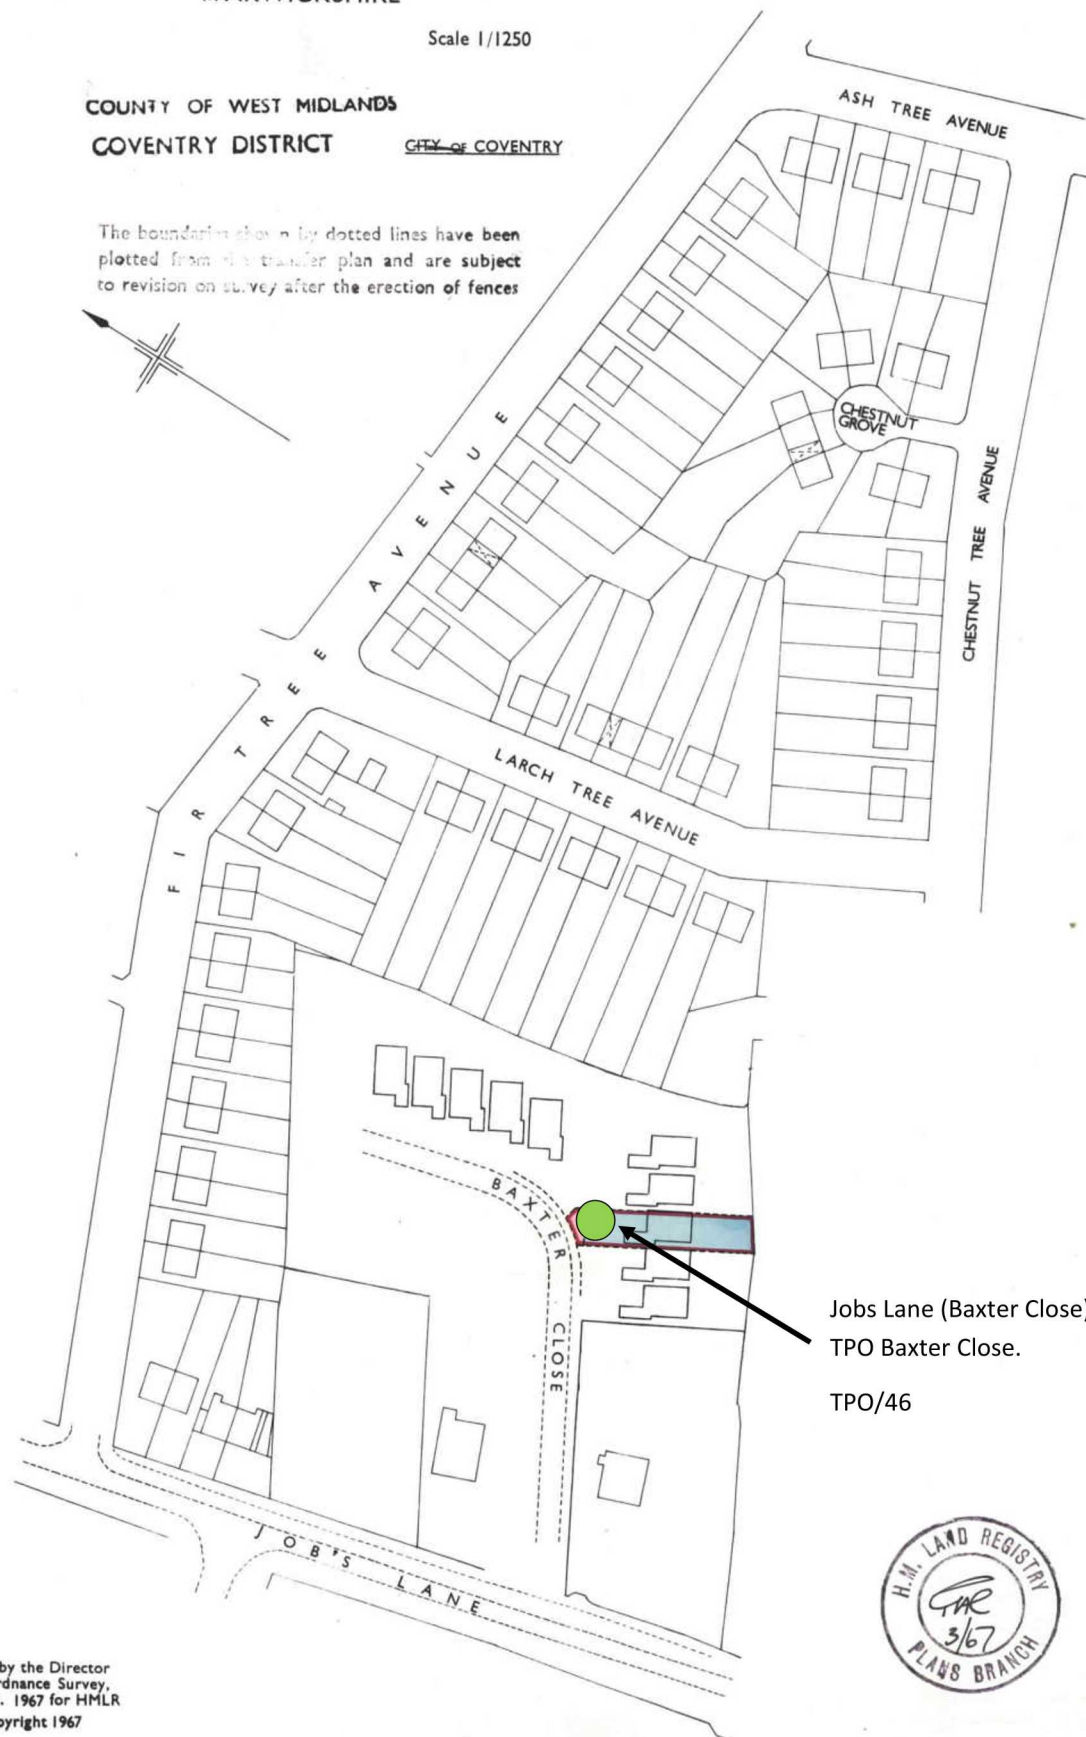 Scale 1/1250
COUNTY OF WEST MIDLANDS
COVENTRY DISTRICT
CITY OF COVENTRY
The boundaries shown by dotted lines have been
plotted from the transfer plan and are subject
to revision on survey after the erection of fences
ASH TREE AVENUE
CHESTNUT
GROVE
CHESTNUT TREE AVENUE
FIR TREE AVENUE
LARCH TREE AVENUE
BAXTER CLOSE
Jobs Lane (Baxter Close)
TPO Baxter Close.
TPO/46
JOB'S LANE
H.M. LAND REGISTRY
3/67
PLANS BRANCH
by the Director
rdnance Survey,
. 1967 for HMLR
pyright 1967